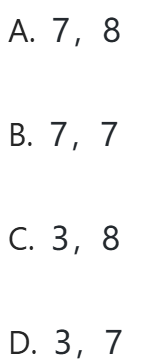 A. 7，8
B. 7，7
C. 3，8
D. 3，7